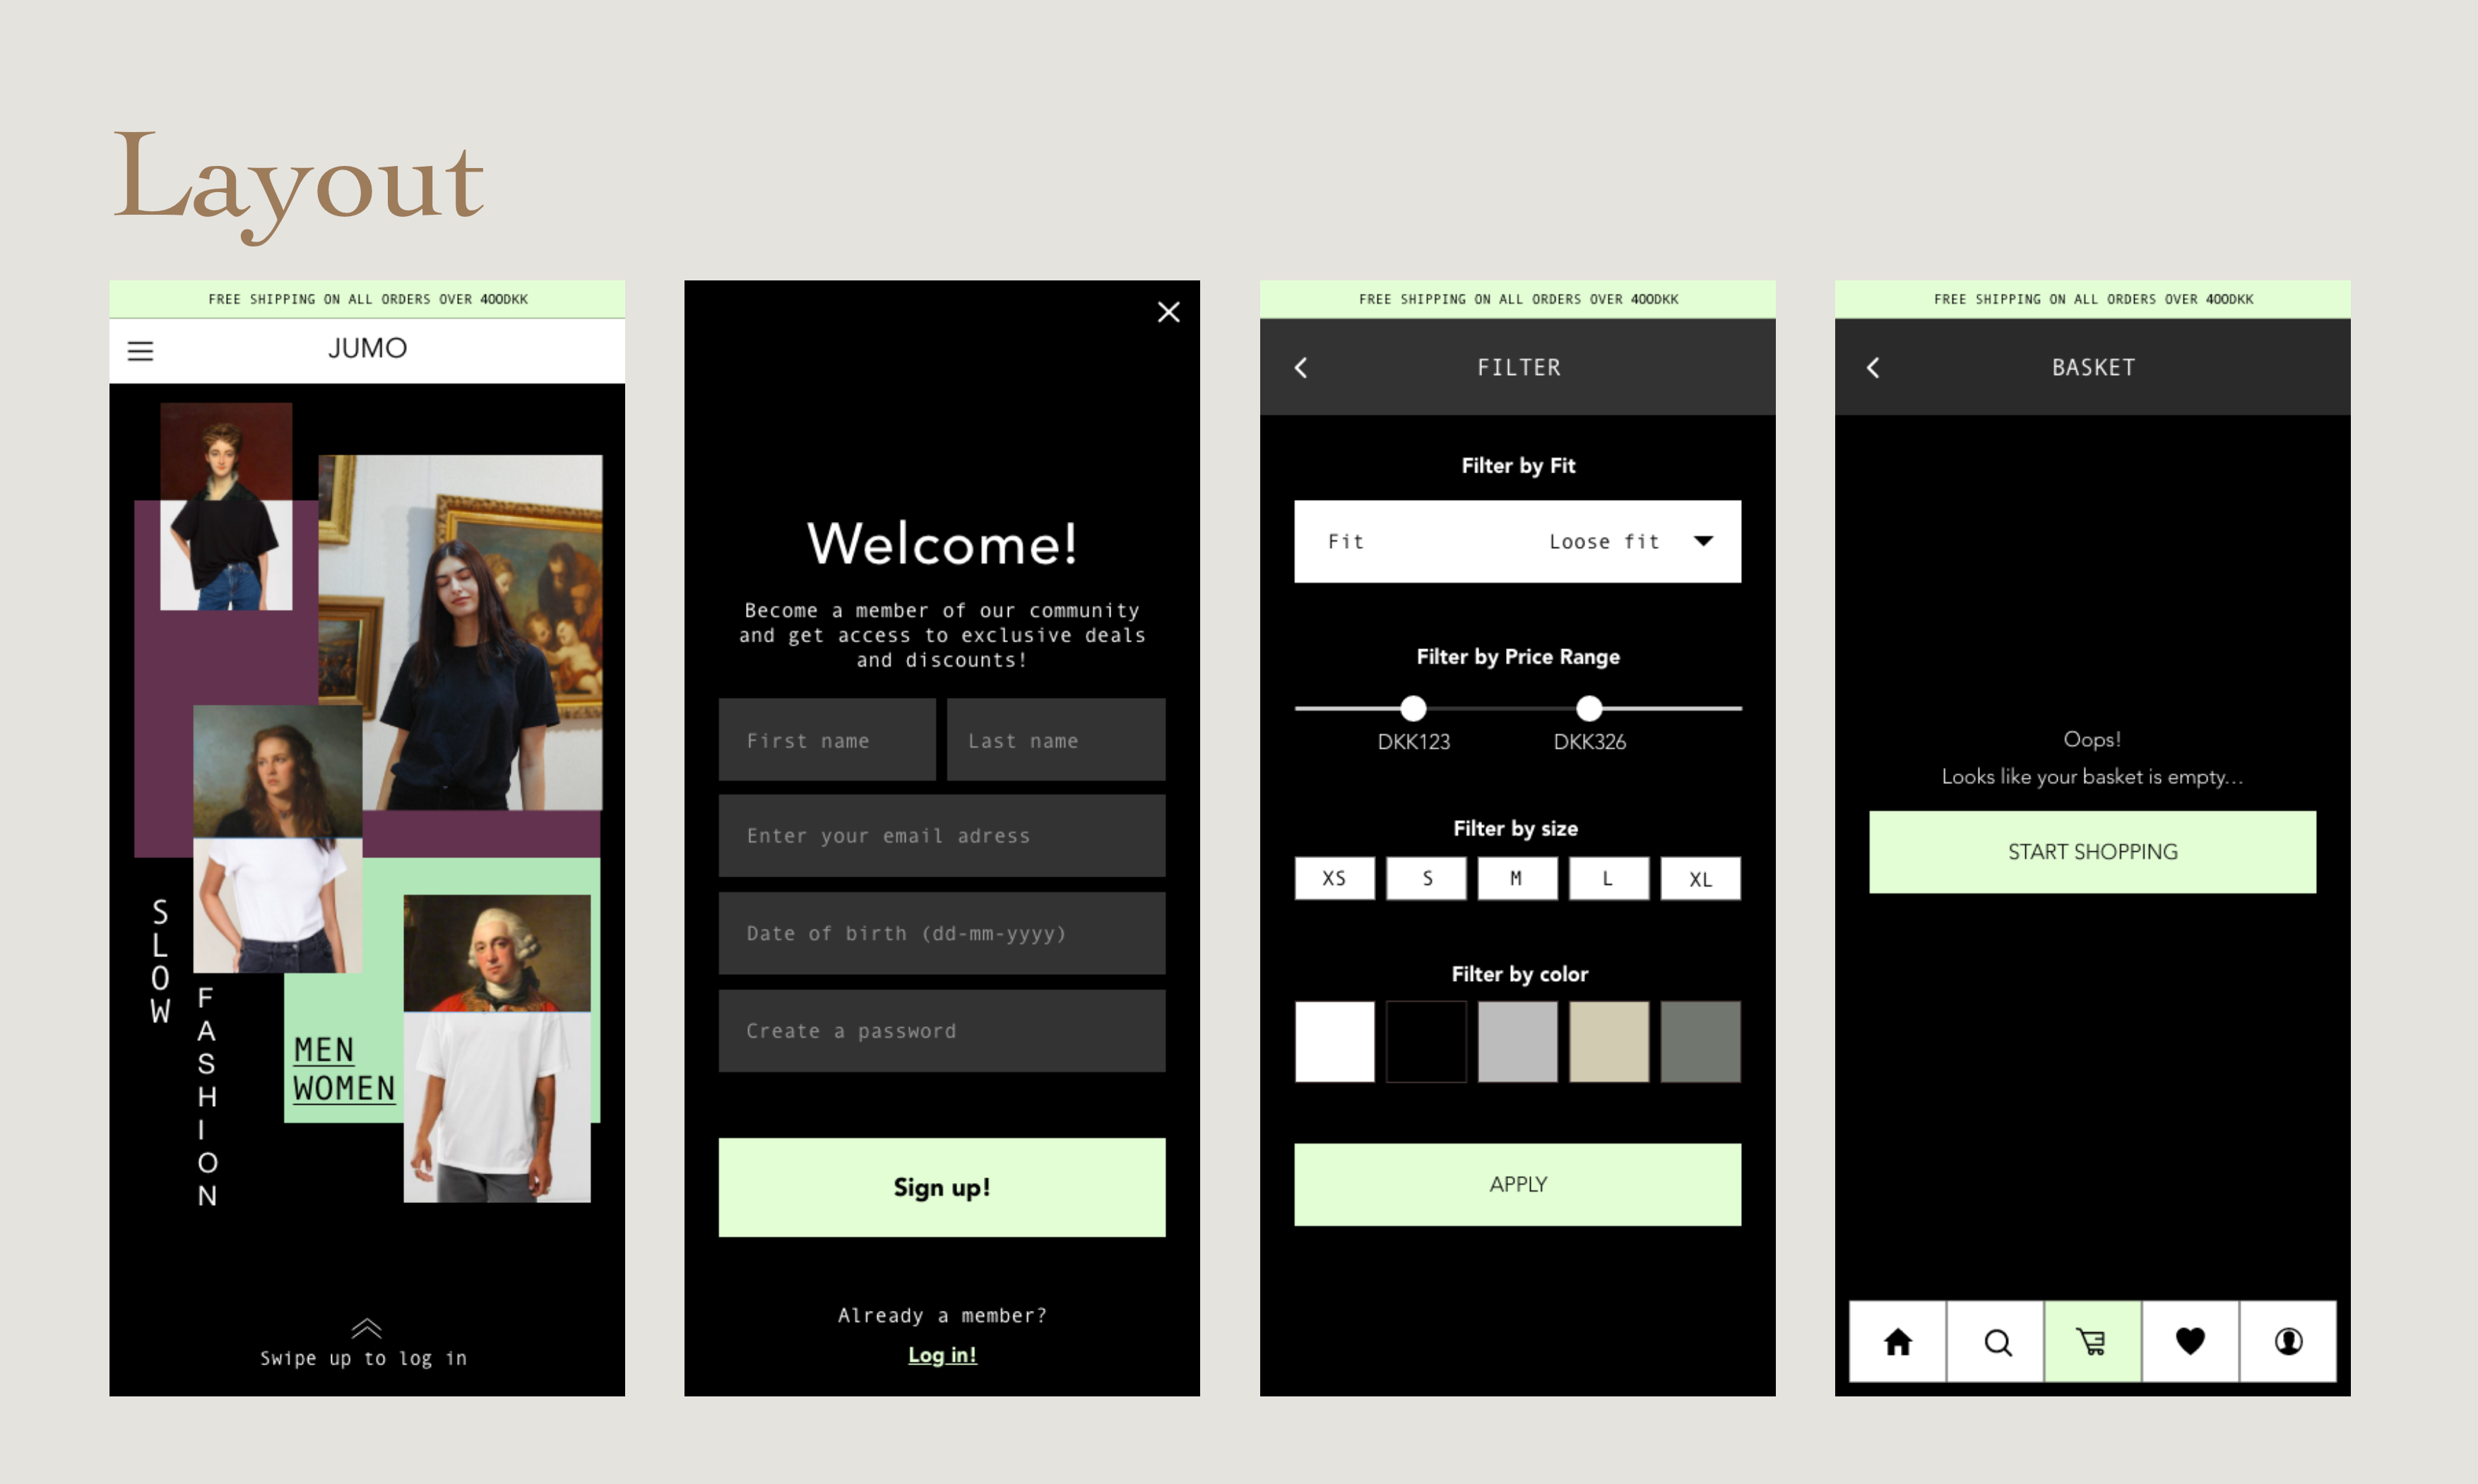 Layout
FREE SHIPPING ON ALL ORDERS OVER 400DKK
JUMO
SLOW
FASHION
MEN
WOMEN
Swipe up to log in
Welcome!
Become a member of our community
and get access to exclusive deals
and discounts!
First name
Last name
Enter your email adress
Date of birth (dd-mm-yyyy)
Create a password
Sign up!
Already a member?
Log in!
FREE SHIPPING ON ALL ORDERS OVER 400DKK
FILTER
Filter by Fit
Fit
Loose fit
Filter by Price Range
DKK123
DKK326
Filter by size
XS
S
M
L
XL
Filter by color
APPLY
FREE SHIPPING ON ALL ORDERS OVER 400DKK
BASKET
Oops!
Looks like your basket is empty...
START SHOPPING